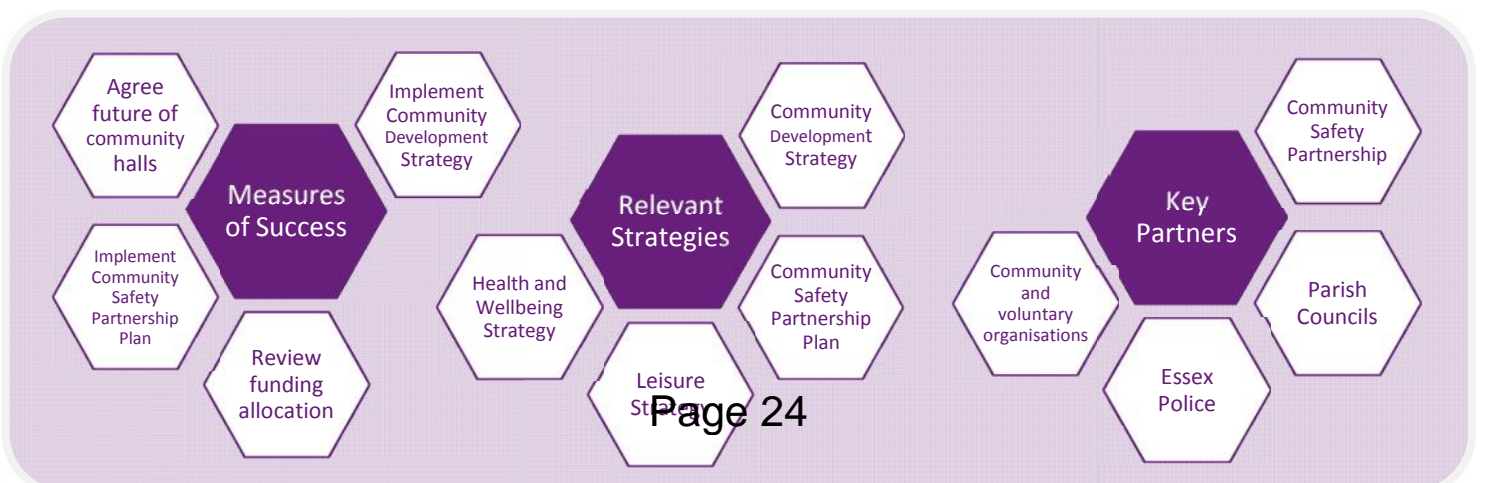 Agree
future of
community
halls
Implement
Community
Development
Strategy
Measures
of Success
Implement
Community
Safety
Partnership
Plan
Review
funding
allocation
Community
Development
Strategy
Relevant
Strategies
Health and
Wellbeing
Strategy
Community
Safety
Partnership
Plan
Leisure
Strategy
Community
Safety
Partnership
Key
Partners
Community
and
voluntary
organisations
Parish
Councils
Essex
Police
Page 24